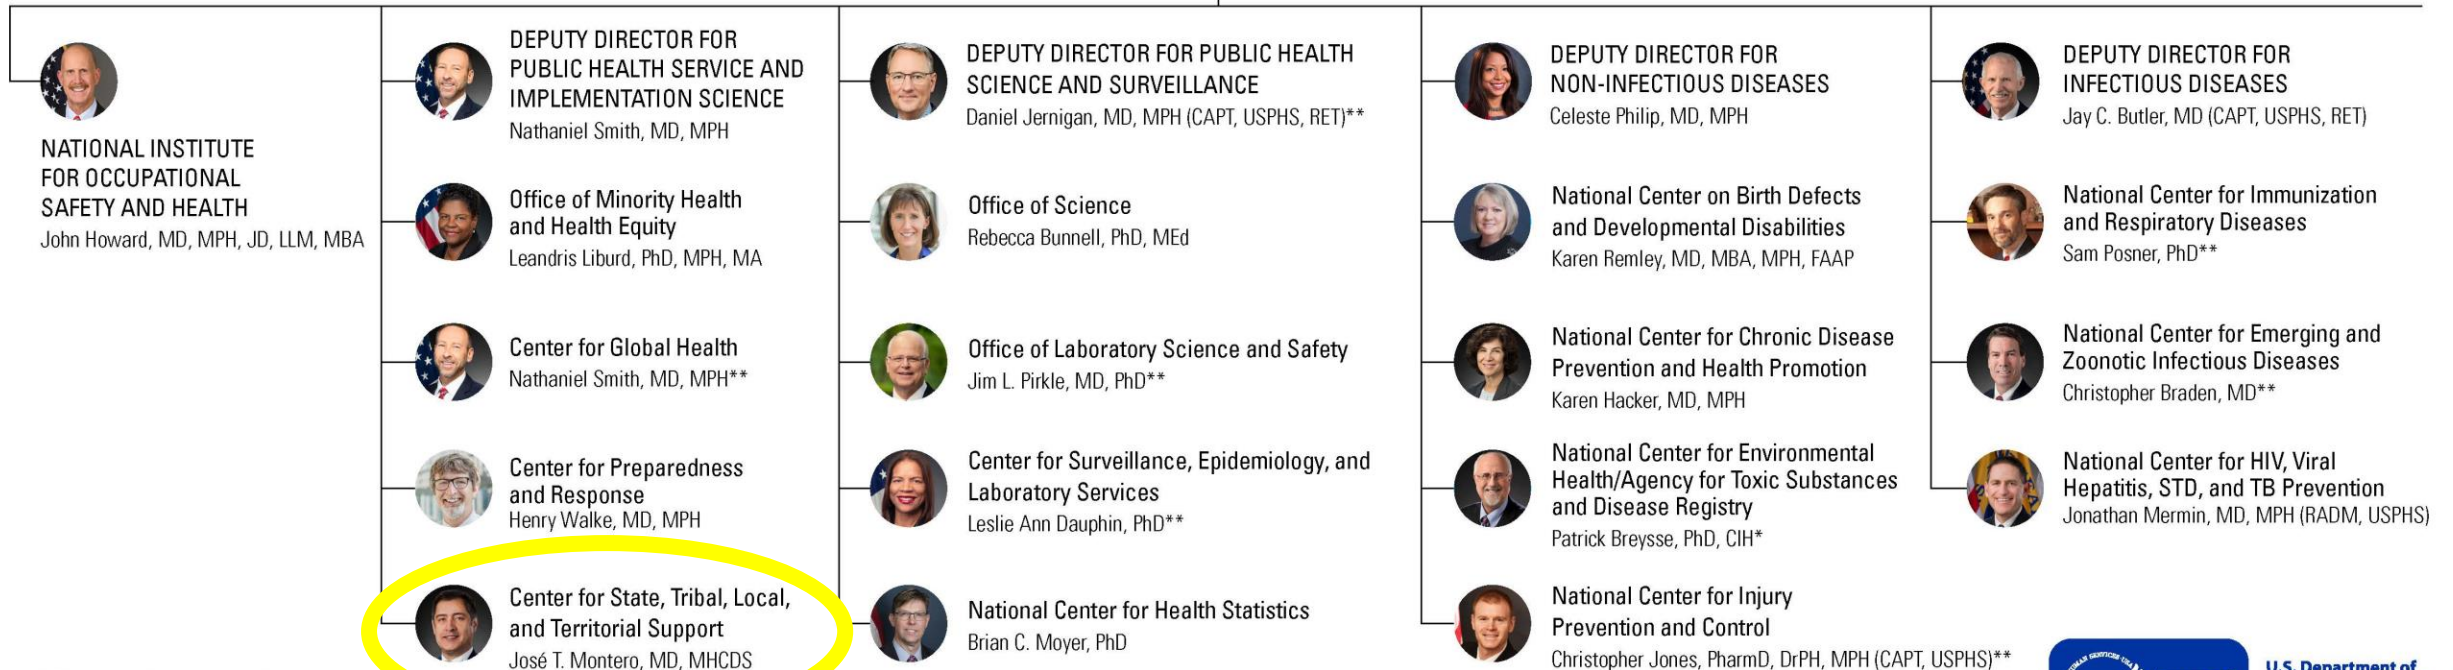 NATIONAL INSTITUTE
FOR OCCUPATIONAL
SAFETY AND HEALTH
John Howard, MD, MPH, JD, LLM, MBA
DEPUTY DIRECTOR FOR
PUBLIC HEALTH SERVICE AND
IMPLEMENTATION SCIENCE
Nathaniel Smith, MD, MPH
Office of Minority Health
and Health Equity
Leandris Liburd, PhD, MPH, MA
Center for Global Health
Nathaniel Smith, MD, MPH**
Center for Preparedness
and Response
Henry Walke, MD, MPH
Center for State, Tribal, Local,
and Territorial Support
José T. Montero, MD, MHCDS
DEPUTY DIRECTOR FOR PUBLIC HEALTH
SCIENCE AND SURVEILLANCE
Daniel Jernigan, MD, MPH (CAPT, USPHS, RET)**
Office of Science
Rebecca Bunnell, PhD, MEd
Office of Laboratory Science and Safety
Jim L. Pirkle, MD, PhD**
Center for Surveillance, Epidemiology, and
Laboratory Services
Leslie Ann Dauphin, PhD**
National Center for Health Statistics
Brian C. Moyer, PhD
DEPUTY DIRECTOR FOR
NON-INFECTIOUS DISEASES
Celeste Philip, MD, MPH
National Center on Birth Defects
and Developmental Disabilities
Karen Remley, MD, MBA, MPH, FAAP
National Center for Chronic Disease
Prevention and Health Promotion
Karen Hacker, MD, MPH
National Center for Environmental
Health/Agency for Toxic Substances
and Disease Registry
Patrick Breysse, PhD, CIH*
National Center for Injury
Prevention and Control
Christopher Jones, PharmD, DrPH, MPH (CAPT, USPHS)**
DEPUTY DIRECTOR FOR
INFECTIOUS DISEASES
Jay C. Butler, MD (CAPT, USPHS, RET)
National Center for Immunization
and Respiratory Diseases
Sam Posner, PhD**
National Center for Emerging and
Zoonotic Infectious Diseases
Christopher Braden, MD**
National Center for HIV, Viral
Hepatitis, STD, and TB Prevention
Jonathan Mermin, MD, MPH (RADM, USPHS)
U.S. Department of